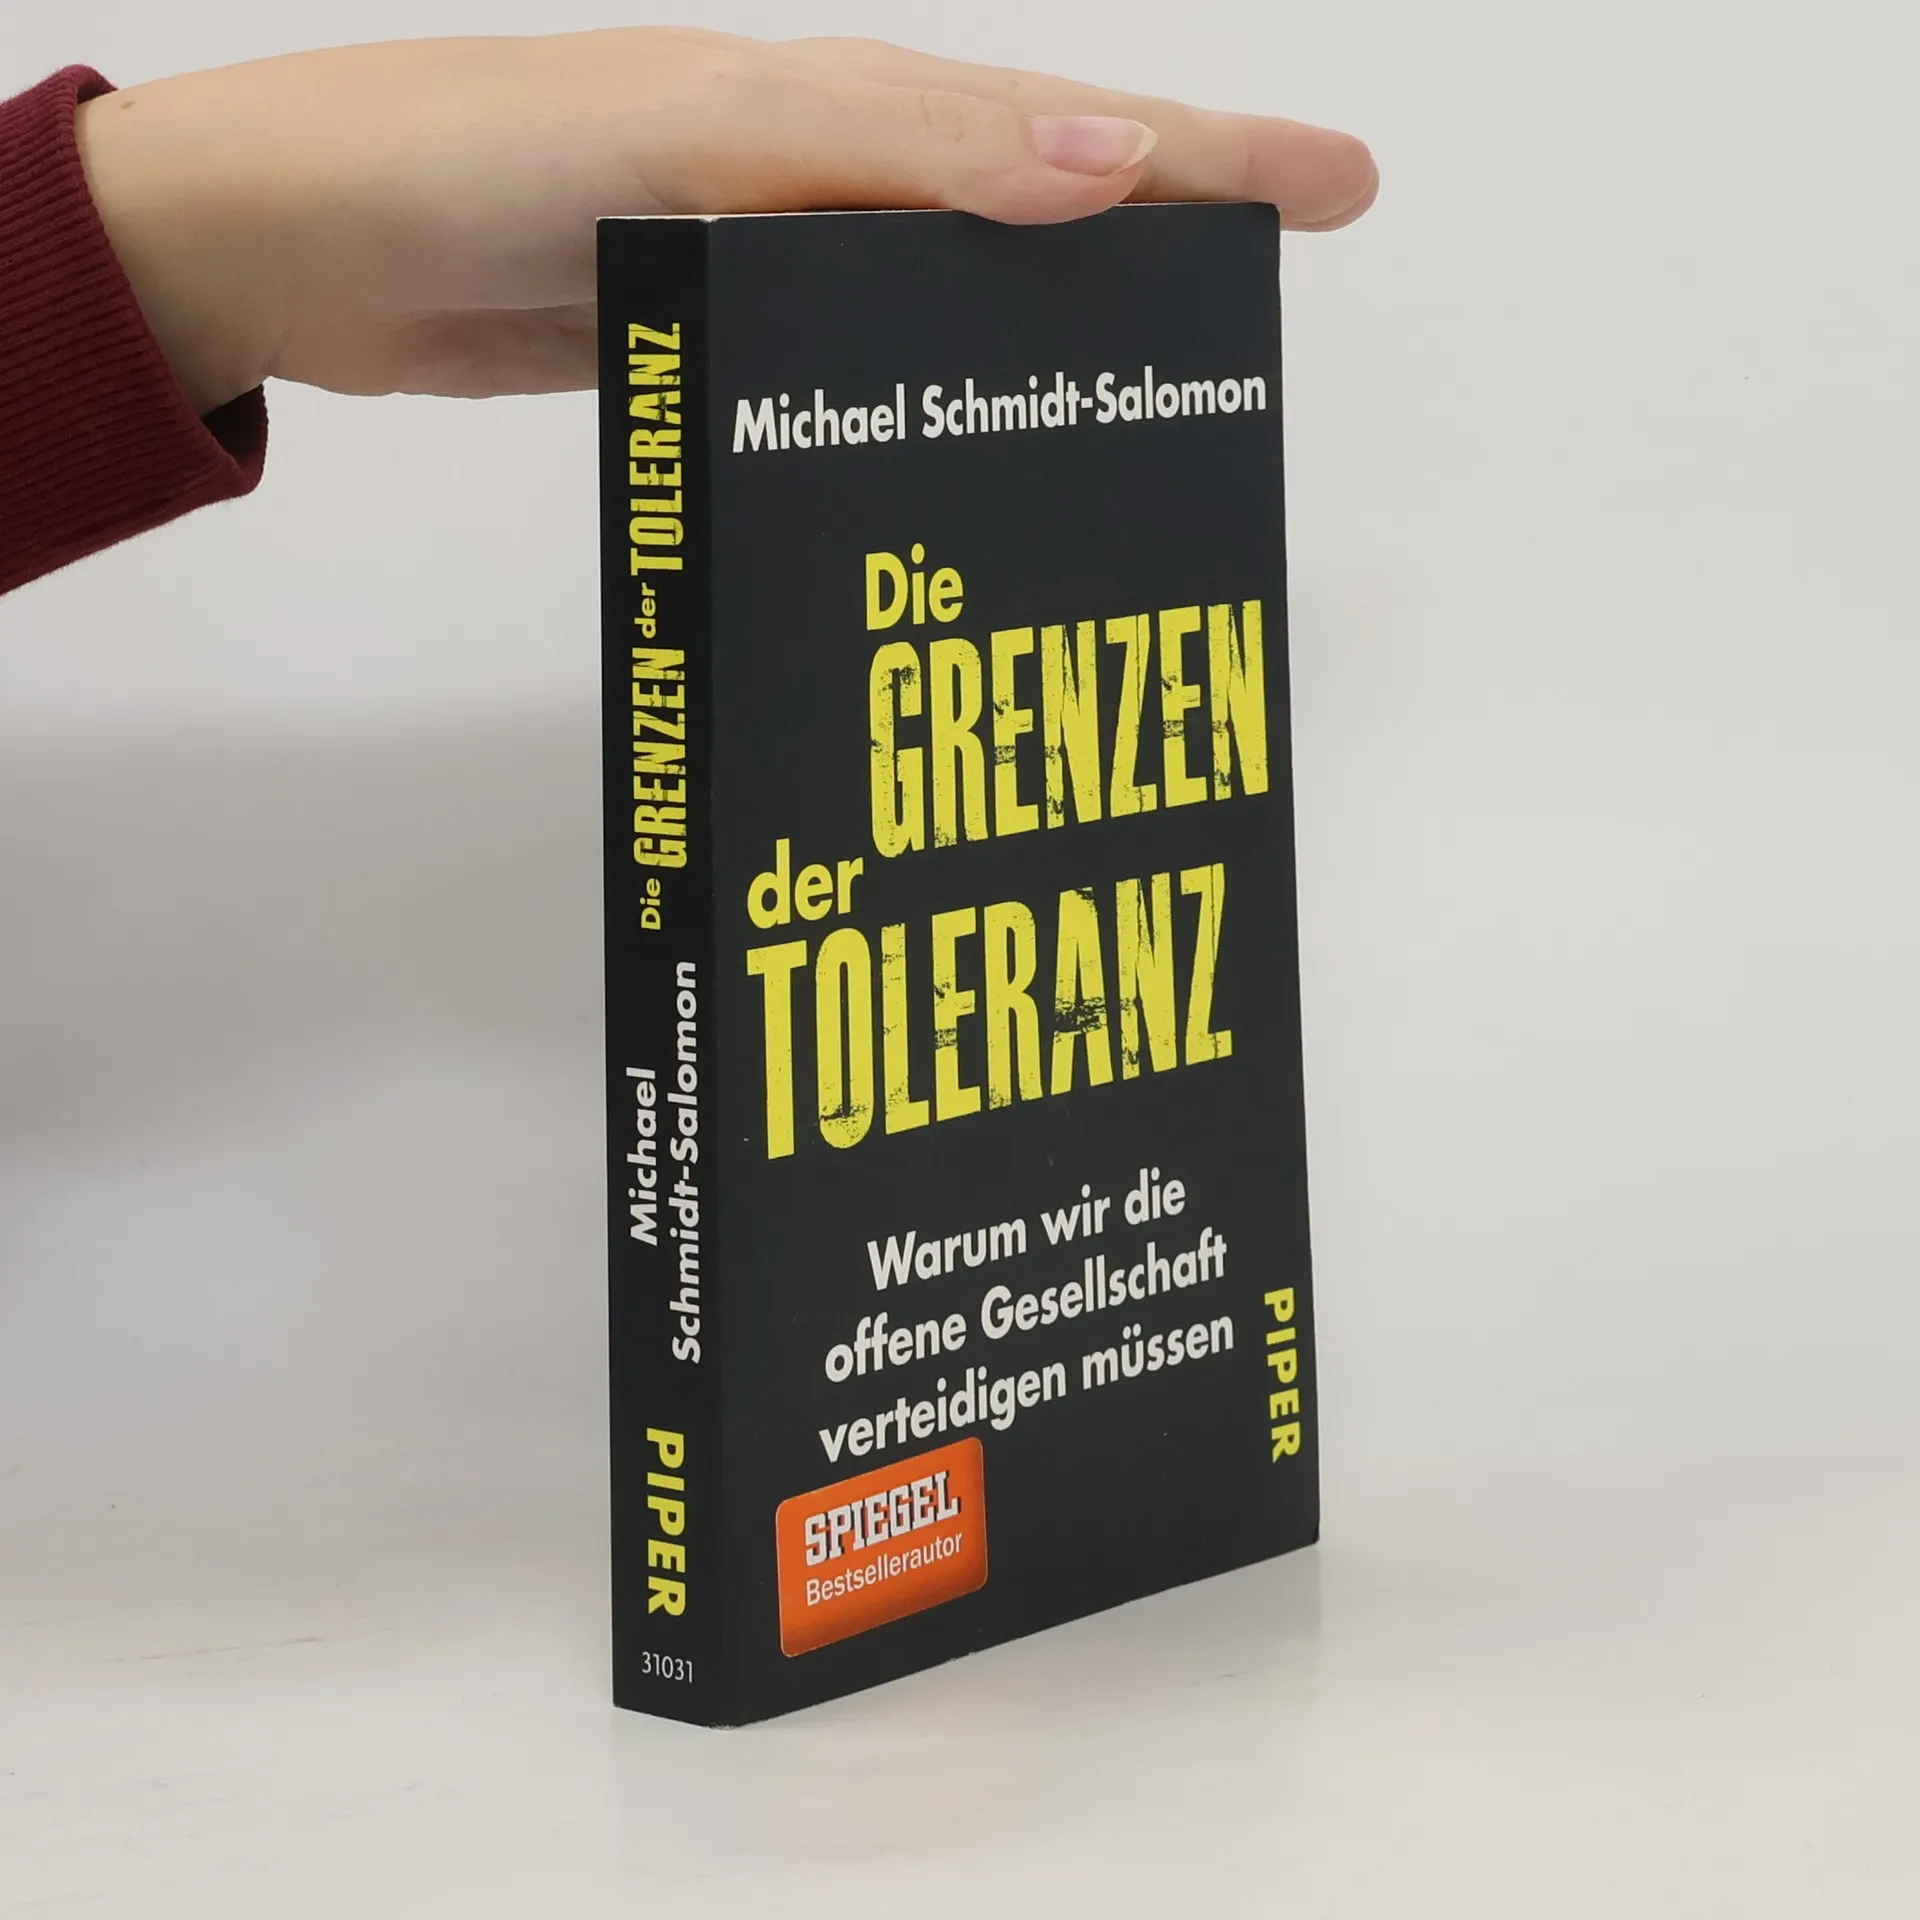 Michael Schmidt-Salomon
Die
GRENZEN
der
TOLERANZ
Warum wir die
offene Gesellschaft
verteidigen müssen
PIPER
SPIEGEL
Bestsellerautor
Die GRENZEN der TOLERANZ
Michael
Schmidt-Salomon
PIPER
31031